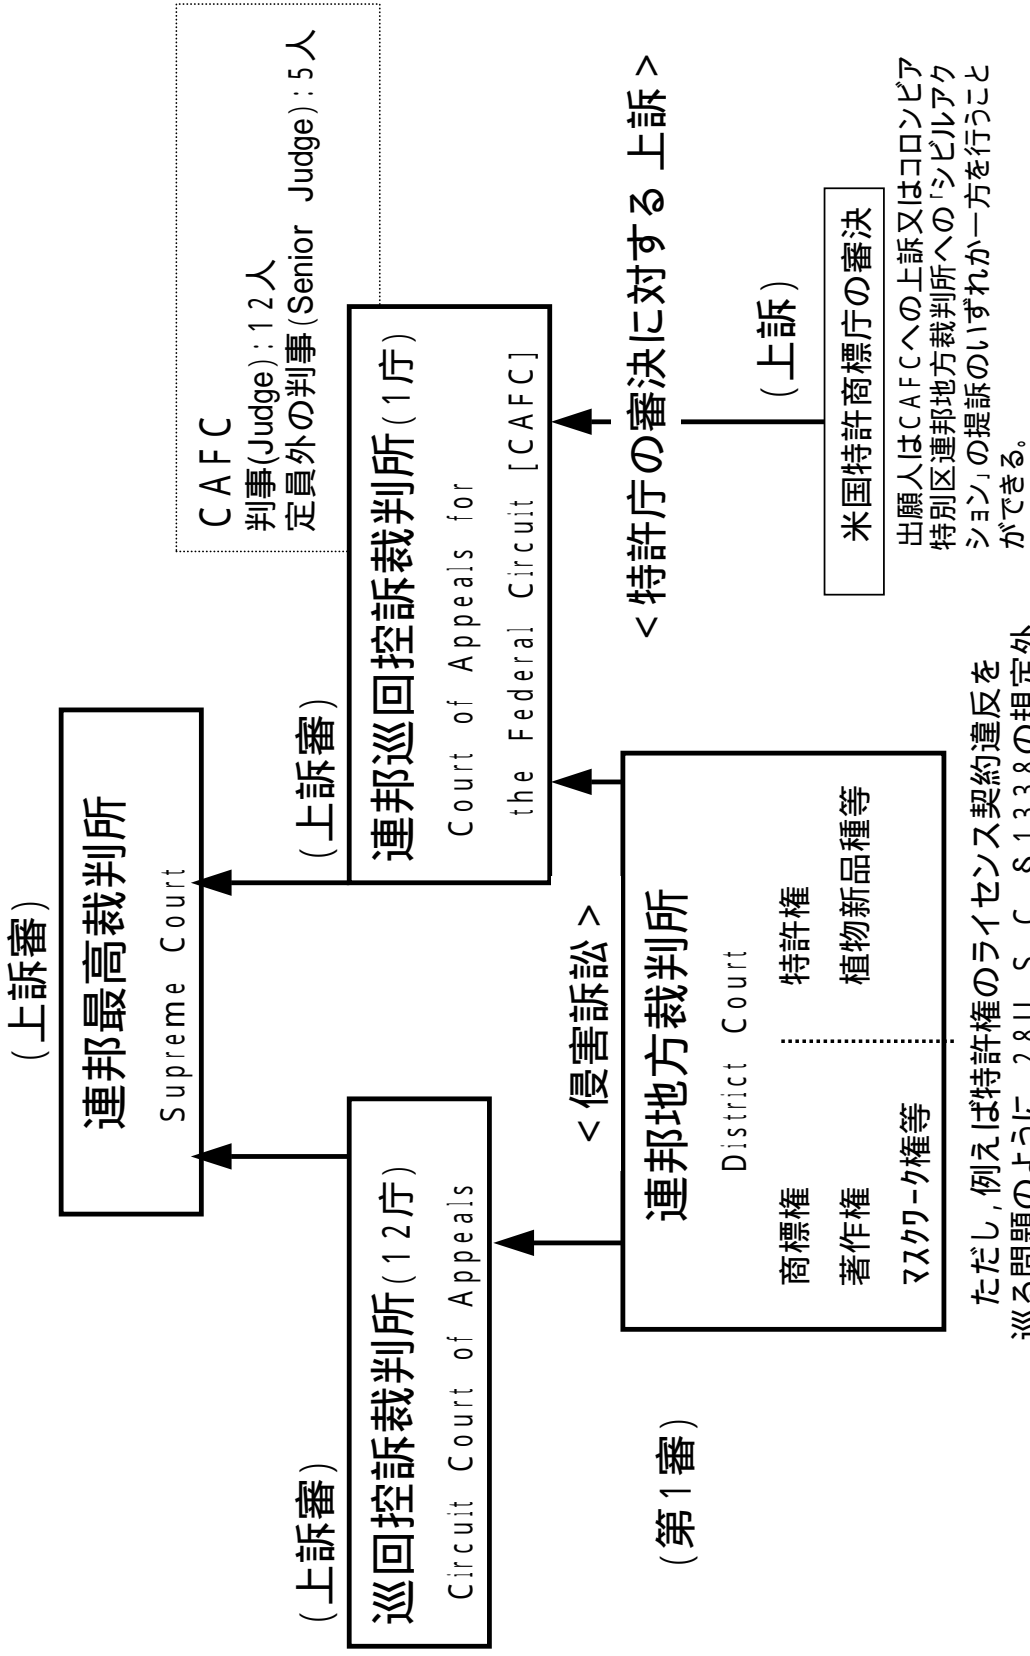 (上訴審)
連邦最高裁判所
Supreme Court
CAFC
判事(Judge):12人
定員外の判事(Senior Judge):5人
(上訴審)
巡回控訴裁判所(12庁)
Circuit Court of Appeals
(上訴審)
連邦巡回控訴裁判所(1庁)
Court of Appeals for
the Federal Circuit [CAFC]
<侵害訴訟>
<特許庁の審決に対する 上訴>
(第1審)
連邦地方裁判所
District Court
商標権 特許権
著作権 植物新品種等
マスクワーク権等
(上訴)
米国特許商標庁の審決
出願人はCAFCへの上訴又はコロンビア
特別区連邦地方裁判所への「シビルアク
ション」の提訴のいずれか一方を行うこと
ができる。
ただし,例えば特許権のライセンス契約違反を
巡る問題のように